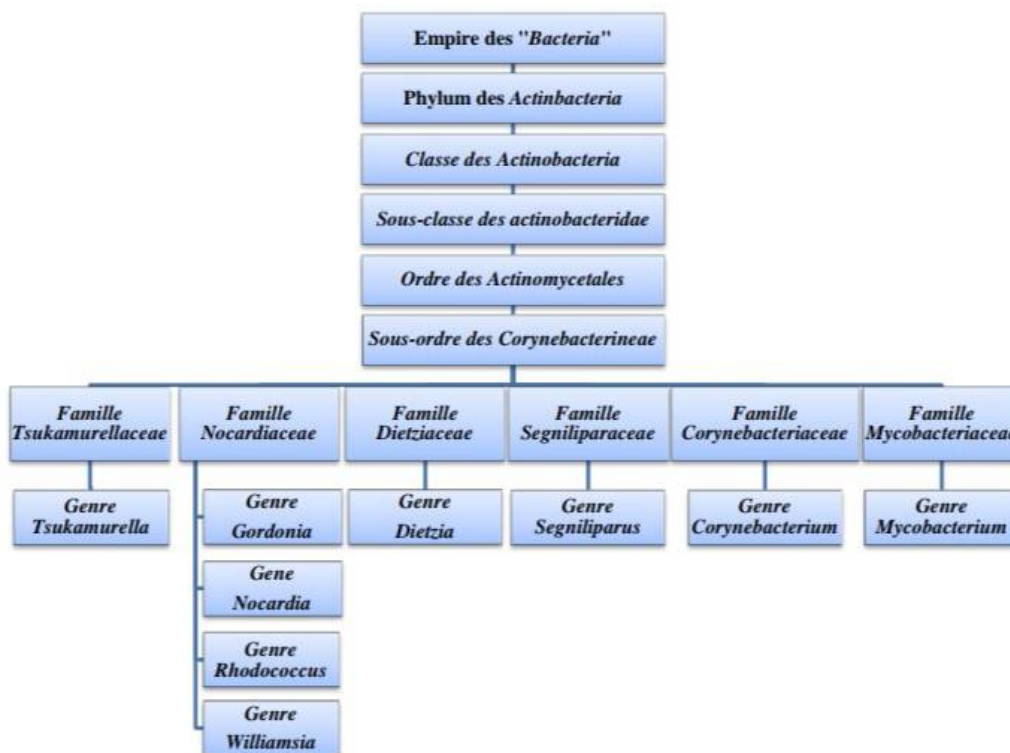 Empire des "Bacteria"
Phylum des Actinbacteria
Classe des Actinobacteria
Sous-classe des actinobacteridae
Ordre des Actinomycetales
Sous-ordre des Corynebacterineae
Famille
Tsukamurellaceae
Famille
Nocardiaceae
Famille
Dietziaceae
Famille
Segniliparaceae
Famille
Corynebacteriaceae
Famille
Mycobacteriaceae
Genre
Tsukamurella
Genre
Gordonia
Gene
Nocardia
Genre
Rhodococcus
Genre
Williamsia
Genre
Dietzia
Genre
Segniliparus
Genre
Corynebacterium
Genre
Mycobacterium